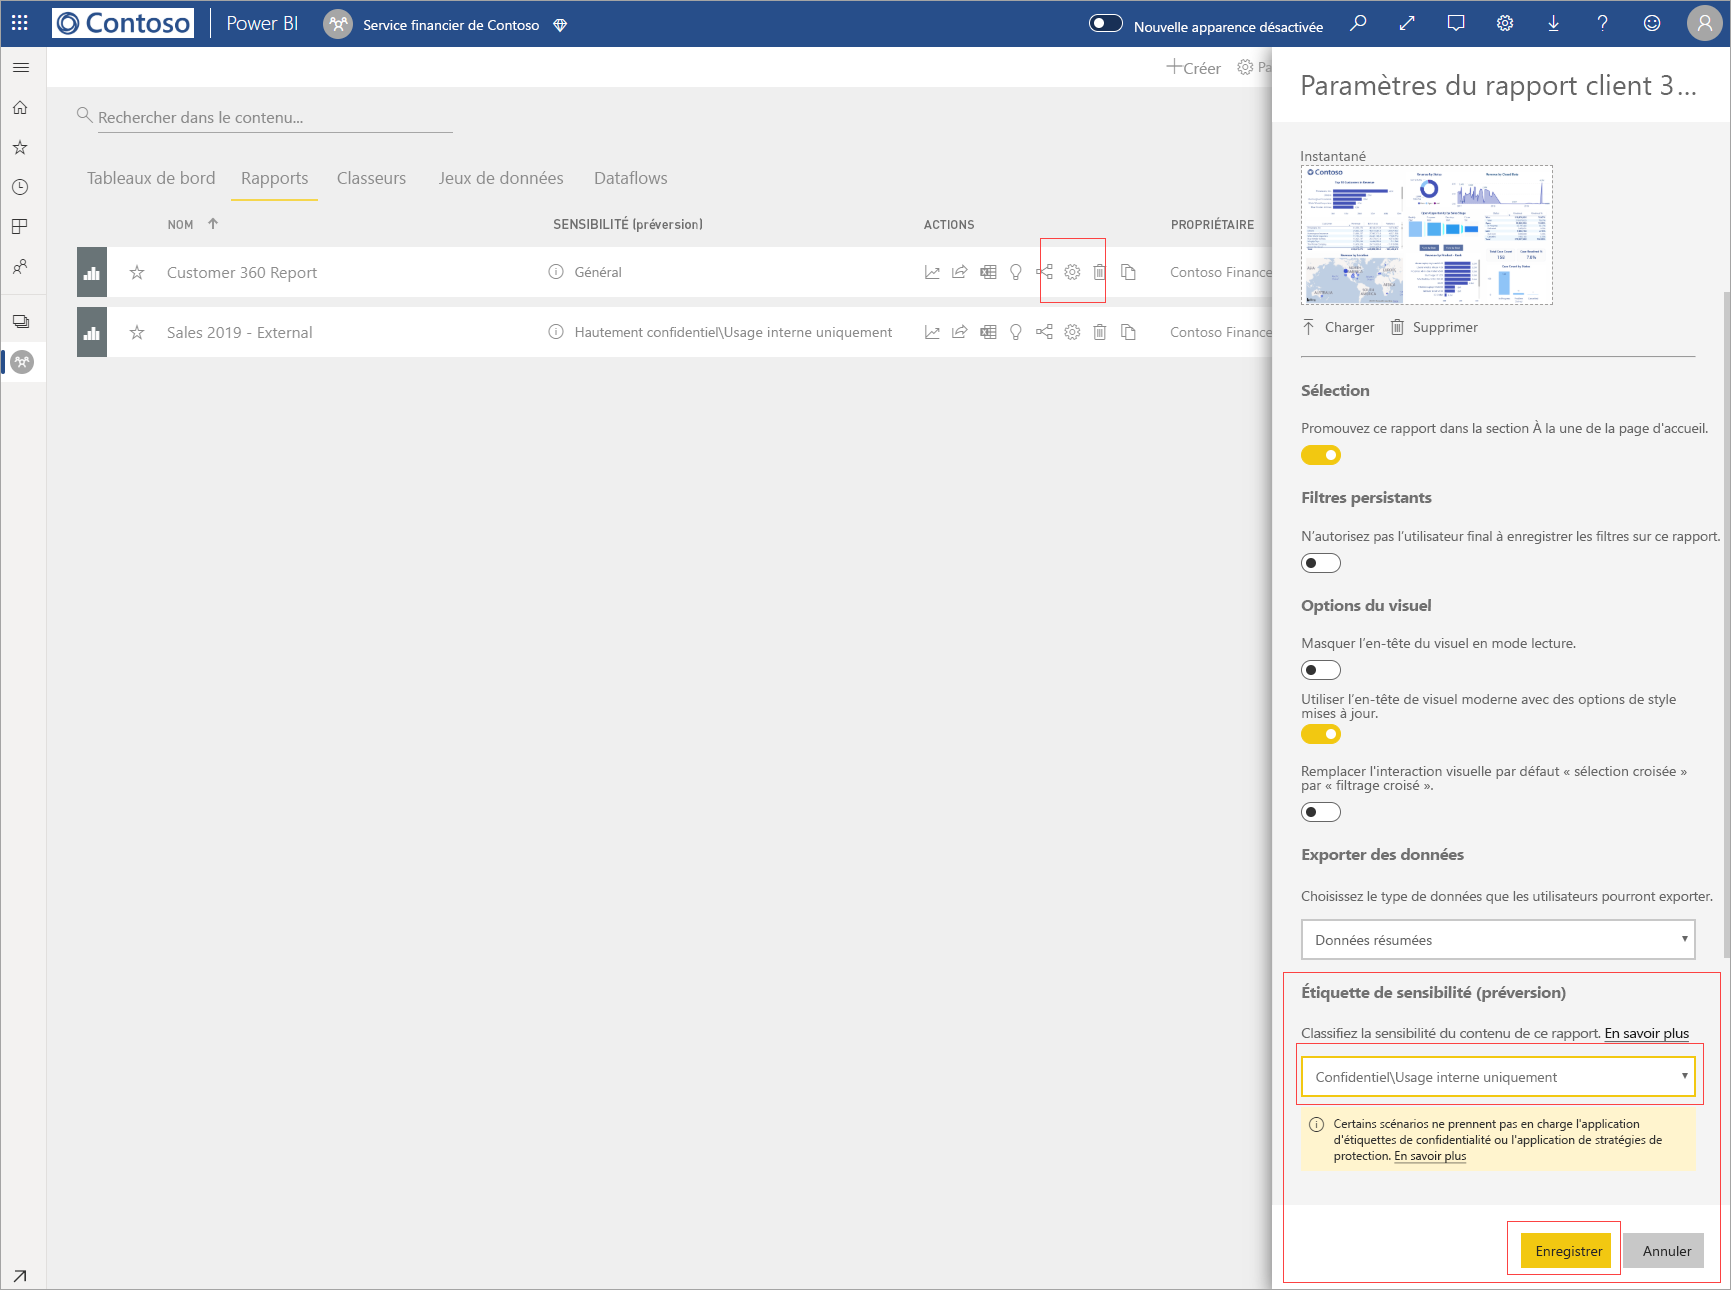 Contoso
Power BI
Service financier de Contoso
Nouvelle apparence désactivée
Créer
Pa
Rechercher dans le contenu...
Tableaux de bord
Rapports
Classeurs
Jeux de données
Dataflows
NOM
SENSIBILITÉ (préversion)
ACTIONS
PROPRIÉTAIRE
Customer 360 Report
Général
Contoso Finance
Sales 2019 - External
Hautement confidentiel\Usage interne uniquement
Contoso Finance
Paramètres du rapport client 3...
Instantané
Contoso
Charger
Supprimer
Sélection
Promouvez ce rapport dans la section À la une de la page d'accueil.
Filtres persistants
N’autorisez pas l’utilisateur final à enregistrer les filtres sur ce rapport.
Options du visuel
Masquer l’en-tête du visuel en mode lecture.
Utiliser l’en-tête de visuel moderne avec des options de style
mises à jour.
Remplacer l'interaction visuelle par défaut « sélection croisée »
par « filtrage croisé ».
Exporter des données
Choisissez le type de données que les utilisateurs pourront exporter.
Données résumées
Étiquette de sensibilité (préversion)
Classifiez la sensibilité du contenu de ce rapport. En savoir plus
Confidentiel\Usage interne uniquement
Certains scénarios ne prennent pas en charge l'application
d'étiquettes de confidentialité ou l'application de stratégies de
protection. En savoir plus
Enregistrer
Annuler